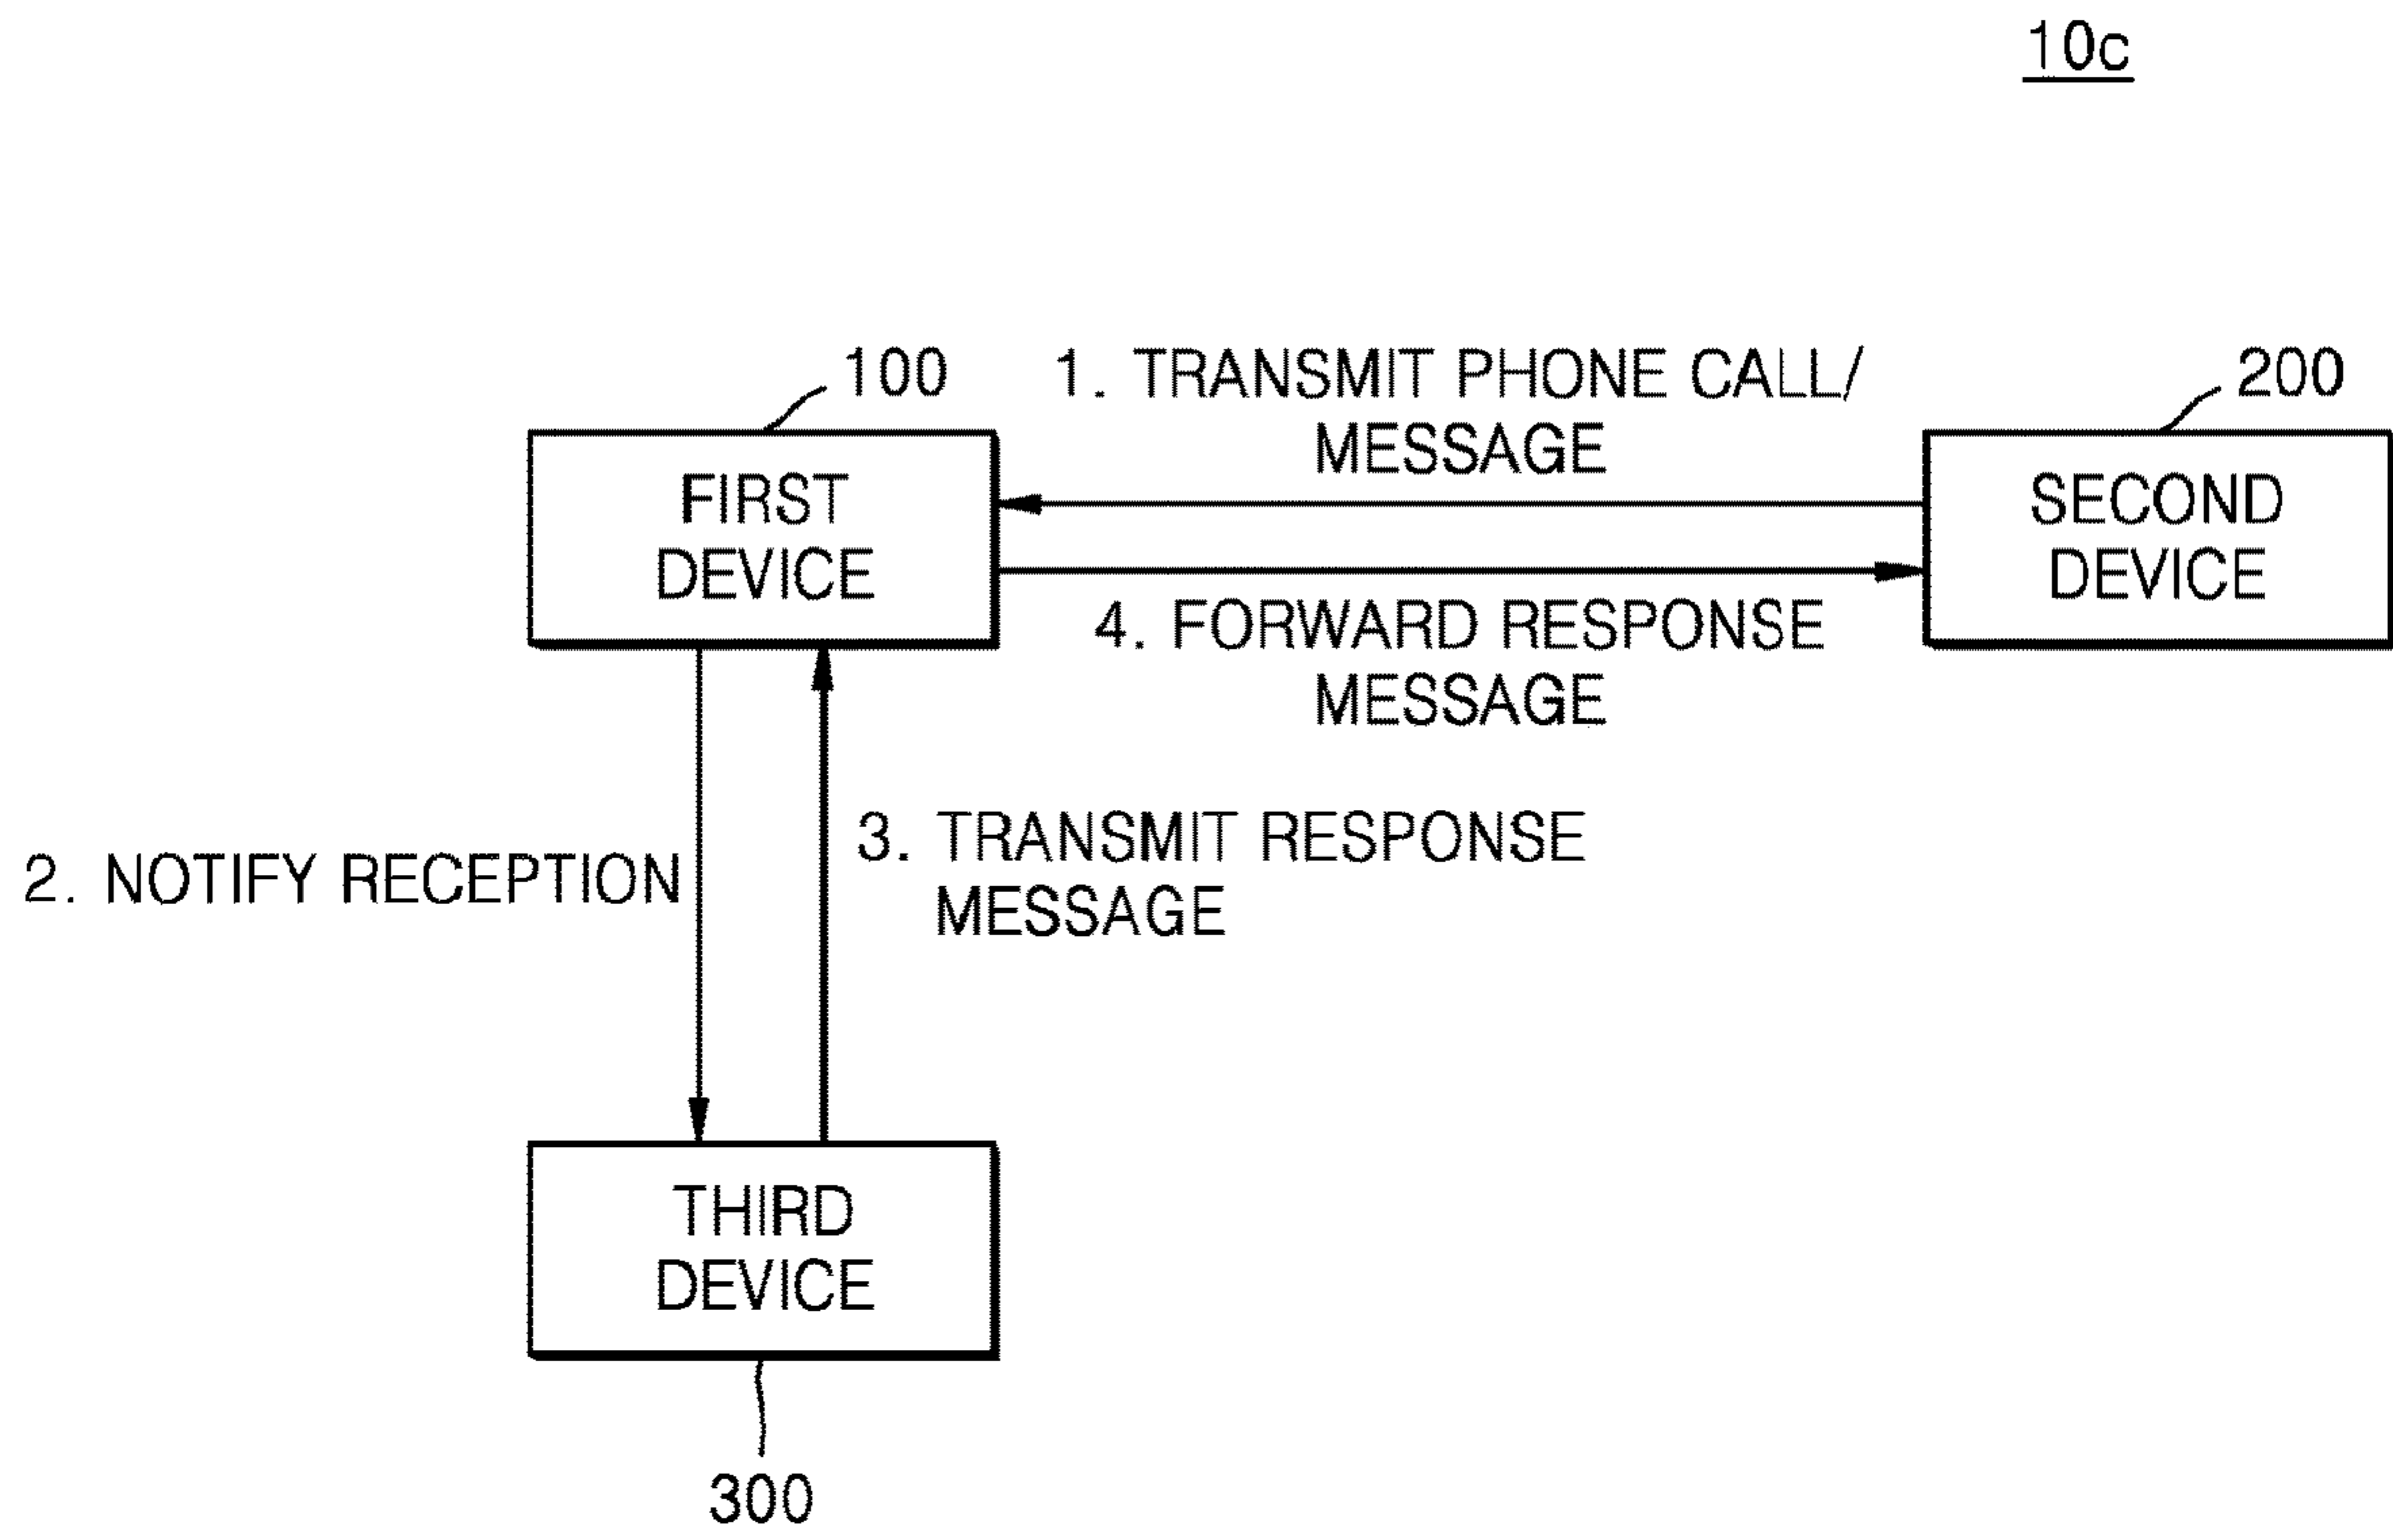 10c
100
1. TRANSMIT PHONE CALL/
MESSAGE
200
FIRST
DEVICE
SECOND
DEVICE
4. FORWARD RESPONSE
MESSAGE
2. NOTIFY RECEPTION
3. TRANSMIT RESPONSE
MESSAGE
THIRD
DEVICE
300